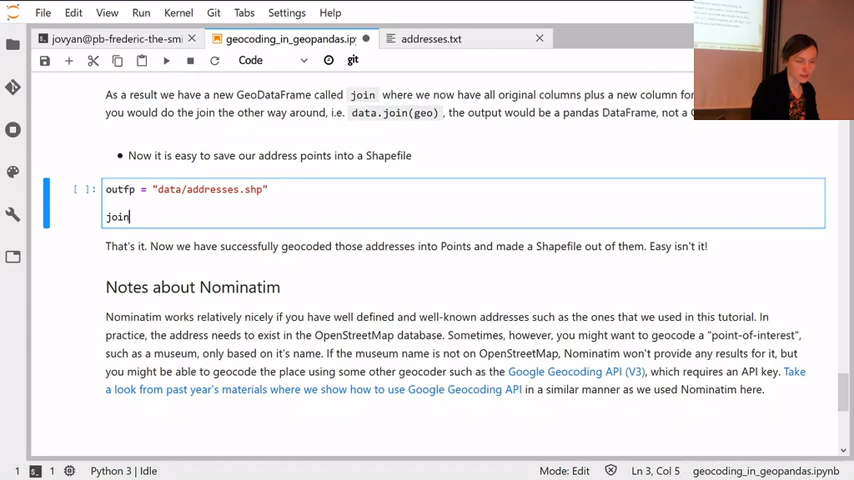 File Edit View Run Kernel Git Tabs Settings Help
jovyan@pb-frederic-the-smi geocoding_in_geopandas.ipy addresses.txt
Code git
As a result we have a new GeoDataFrame called join where we now have all original columns plus a new column for
you would do the join the other way around, i.e. data.join(geo), the output would be a pandas DataFrame, not a
Now it is easy to save our address points into a Shapefile
[ ]: outfp = "data/addresses.shp"
join
That's it. Now we have successfully geocoded those addresses into Points and made a Shapefile out of them. Easy isn't it!
Notes about Nominatim
Nominatim works relatively nicely if you have well defined and well-known addresses such as the ones that we used in this tutorial. In
practice, the address needs to exist in the OpenStreetMap database. Sometimes, however, you might want to geocode a "point-of-interest",
such as a museum, only based on it's name. If the museum name is not on OpenStreetMap, Nominatim won't provide any results for it, but
you might be able to geocode the place using some other geocoder such as the Google Geocoding API (V3), which requires an API key. Take
a look from past year's materials where we show how to use Google Geocoding API in a similar manner as we used Nominatim here.
1 1 Python 3 | Idle Mode: Edit Ln 3, Col 5 geocoding_in_geopandas.ipynb